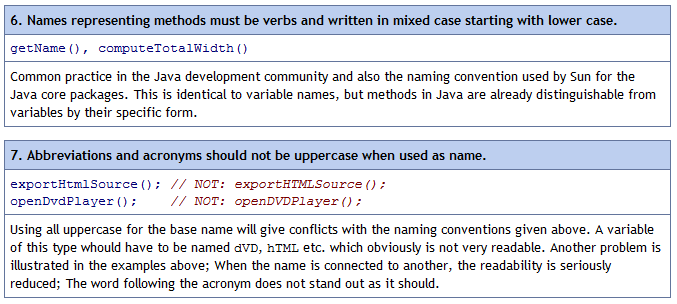 6. Names representing methods must be verbs and written in mixed case starting with lower case.
getName(), computeTotalWidth()
Common practice in the Java development community and also the naming convention used by Sun for the
Java core packages. This is identical to variable names, but methods in Java are already distinguishable from
variables by their specific form.
7. Abbreviations and acronyms should not be uppercase when used as name.
exportHtmlSource(); // NOT: exportHTMLSource();
openDvdPlayer();    // NOT: openDVDPlayer();
Using all uppercase for the base name will give conflicts with the naming conventions given above. A variable
of this type whould have to be named dVD, hTML etc. which obviously is not very readable. Another problem is
illustrated in the examples above; When the name is connected to another, the readability is seriously
reduced; The word following the acronym does not stand out as it should.